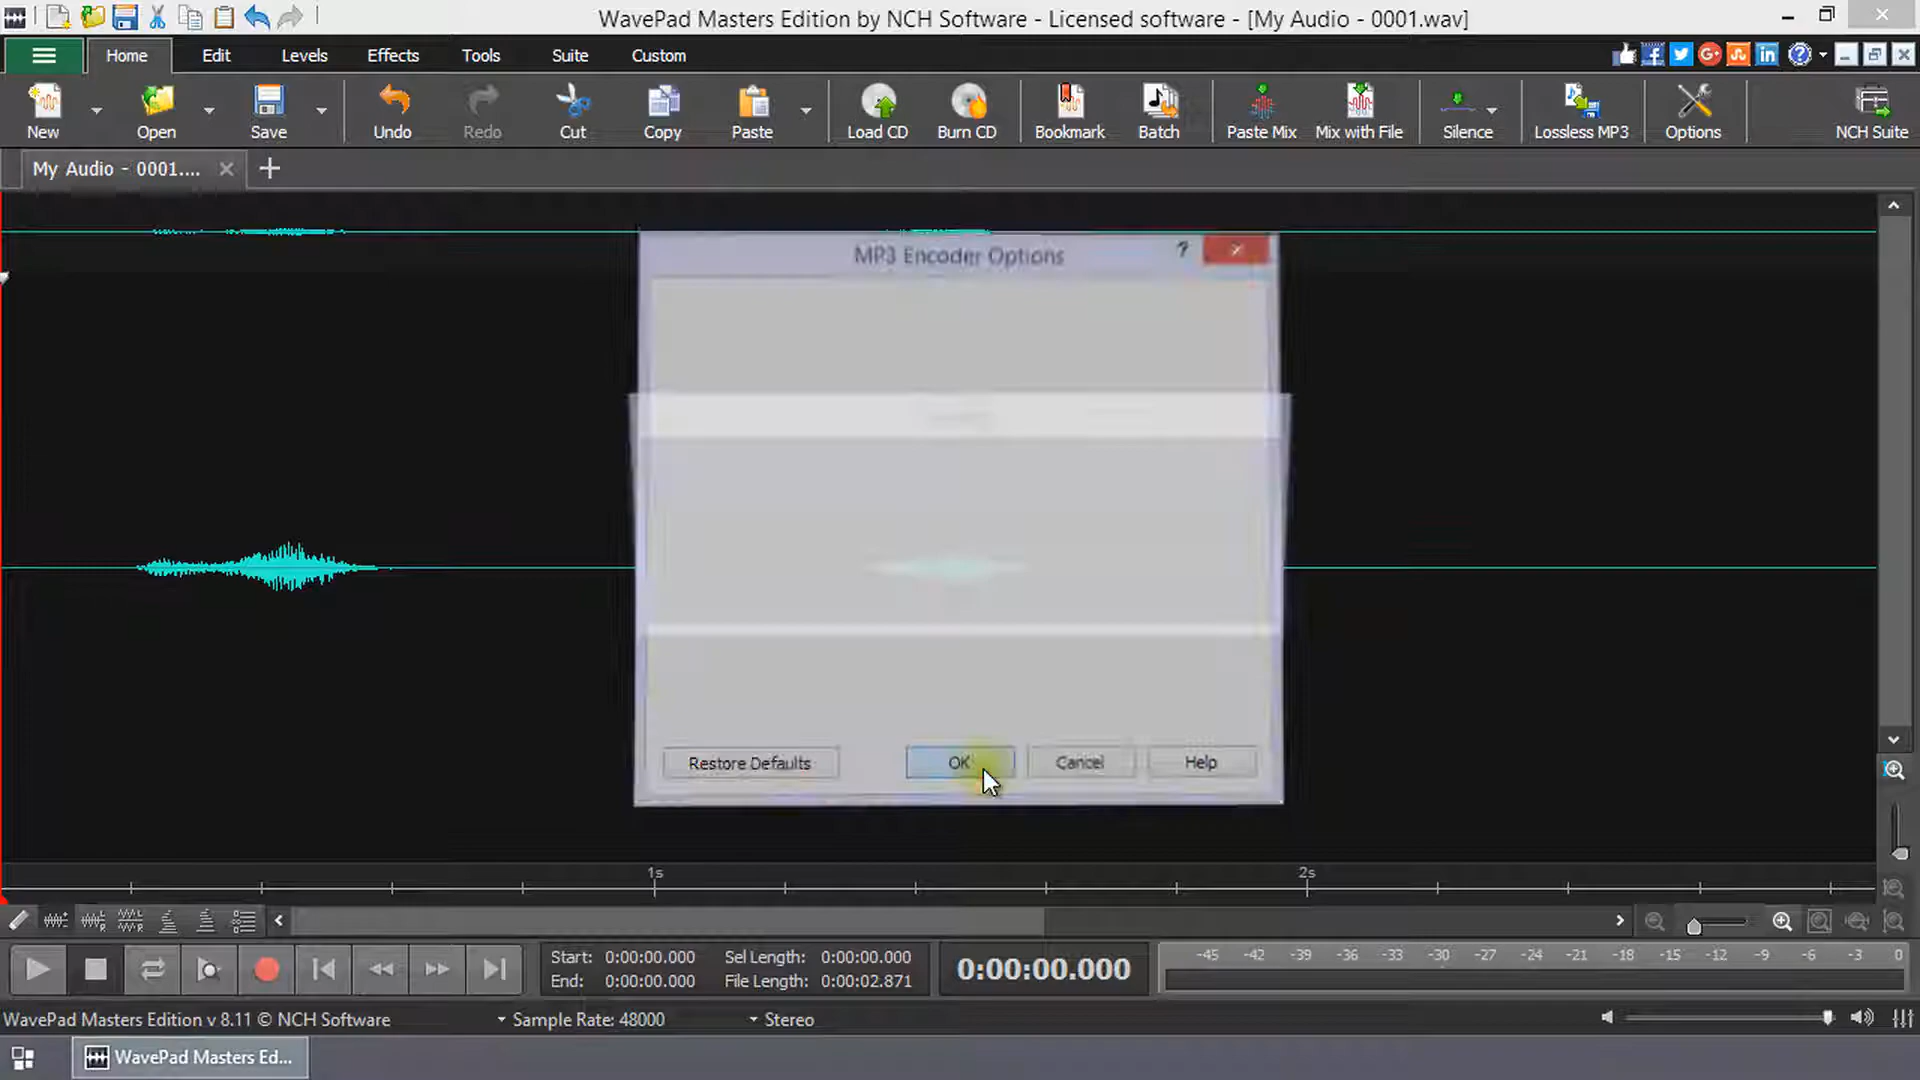 WavePad Masters Edition by NCH Software - Licensed software - [My Audio - 0001.wav]
Home Edit Levels Effects Tools Suite Custom
New Open Save Undo Redo Cut Copy Paste Load CD Burn CD Bookmark Batch Paste Mix Mix with File Silence Lossless MP3 Options NCH Suite
My Audio - 0001....
MP3 Encoder Options
Restore Defaults OK Cancel Help
1s 2s
Start: 0:00:00.000 Sel Length: 0:00:00.000
End: 0:00:00.000 File Length: 0:00:02.871
0:00:00.000
-45 -42 -39 -36 -33 -30 -27 -24 -21 -18 -15 -12 -9 -6 -3 0
WavePad Masters Edition v 8.11 © NCH Software Sample Rate: 48000 Stereo
WavePad Masters Ed...